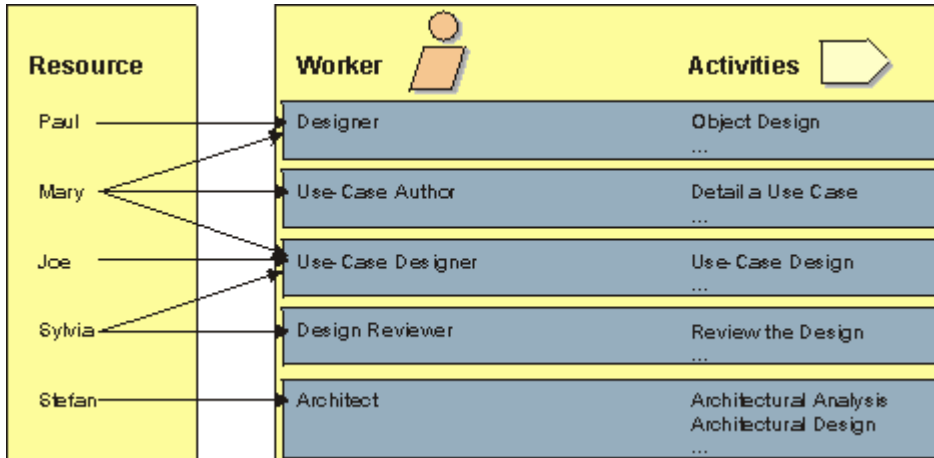 Resource Worker Activities
Paul Designer Object Design
...
Mary Use-Case Author Detail a Use Case
...
Joe Use-Case Designer Use-Case Design
...
Sylvia Design Reviewer Review the Design
...
Stefan Architect Architectural Analysis
Architectural Design
...